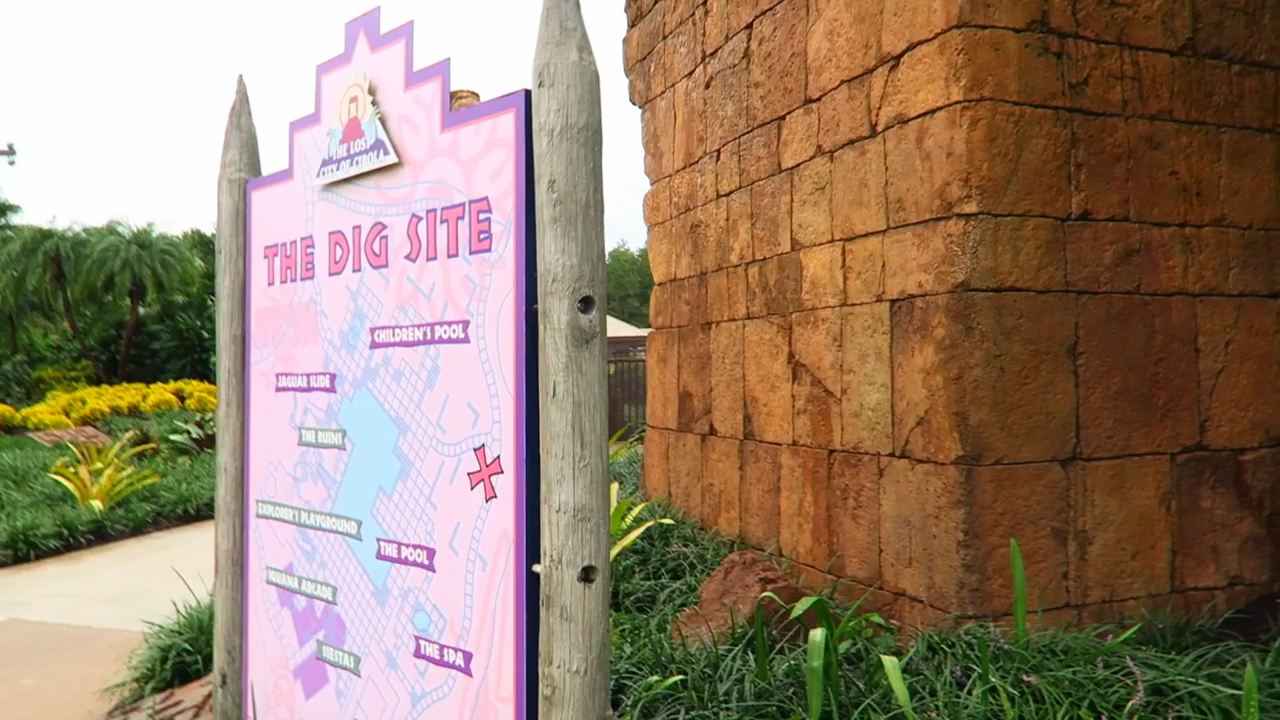 THE LOST
CITY OF CIBOLA
THE DIG SITE
CHILDREN'S POOL
JAGUAR SLIDE
THE RUINS
EXPLORER'S PLAYGROUND
THE POOL
IGUANA ARCADE
SIESTAS
THE SPA